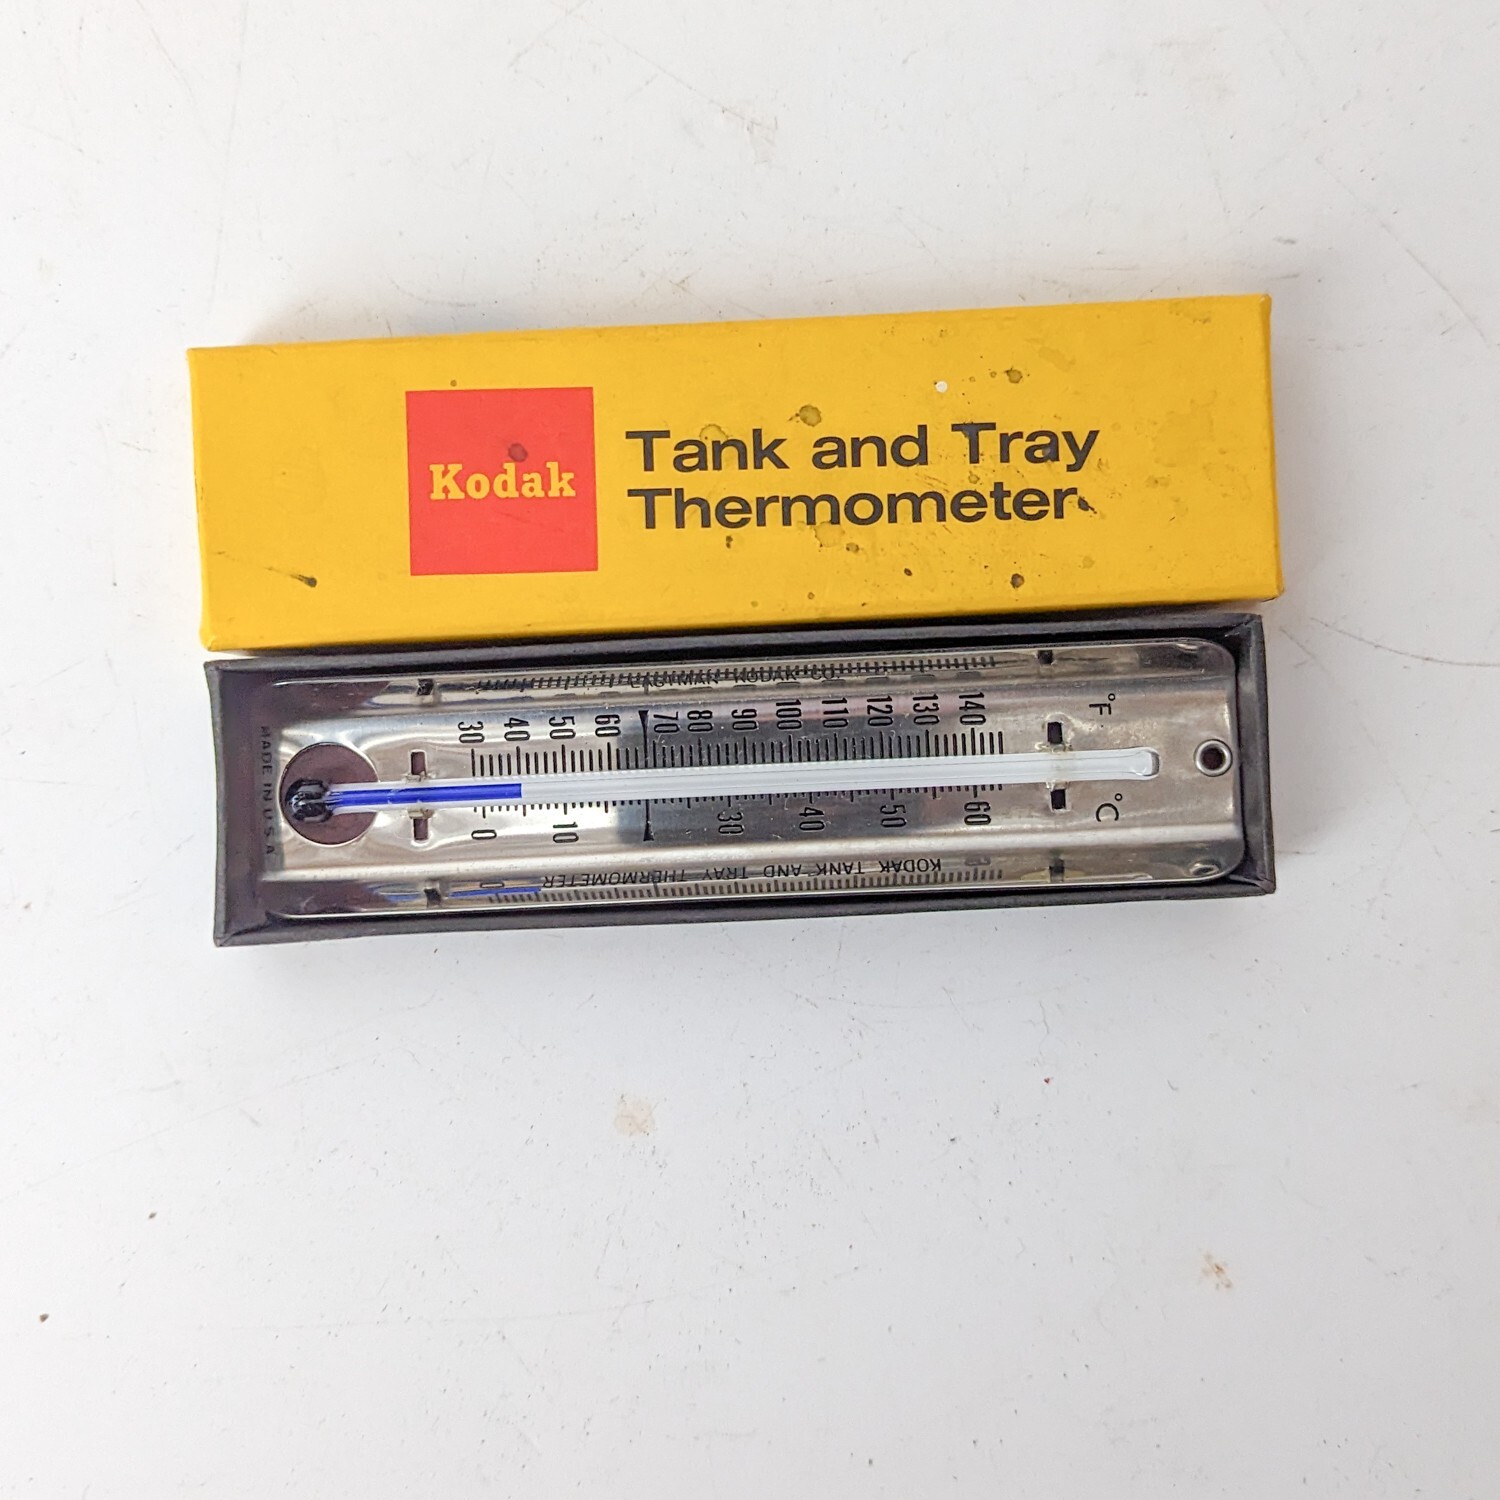 Kodak
Tank and Tray
Thermometer
EASTMAN KODAK CO.
30 40 50 60 70 80 90 100 110 120 130 140 °F
MADE IN U.S.A.
0 10 30 40 50 60 °C
KODAK TANK AND TRAY THERMOMETER